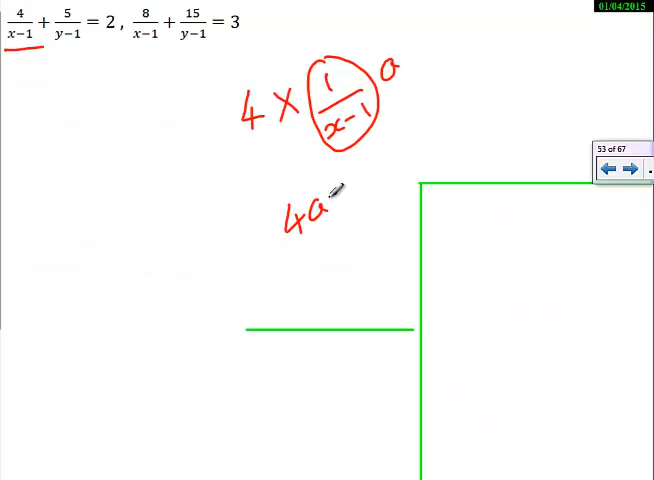 01/04/2015
4/(x−1) + 5/(y−1) = 2 , 8/(x−1) + 15/(y−1) = 3
4 × 1/(x−1) a
53 of 67
4a